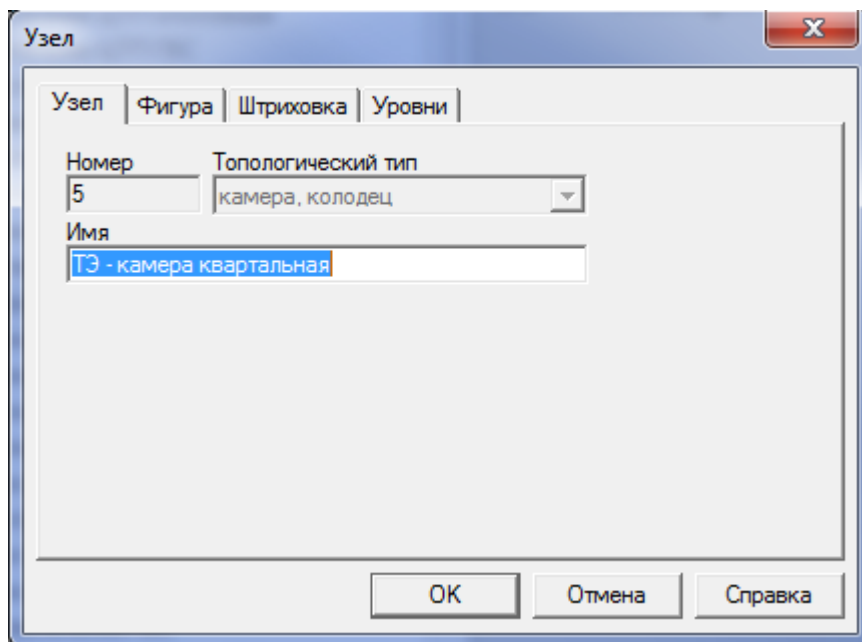 Узел
Узел Фигура Штриховка Уровни
Номер Топологический тип
5 камера, колодец
Имя
ТЭ - камера квартальная
OK Отмена Справка